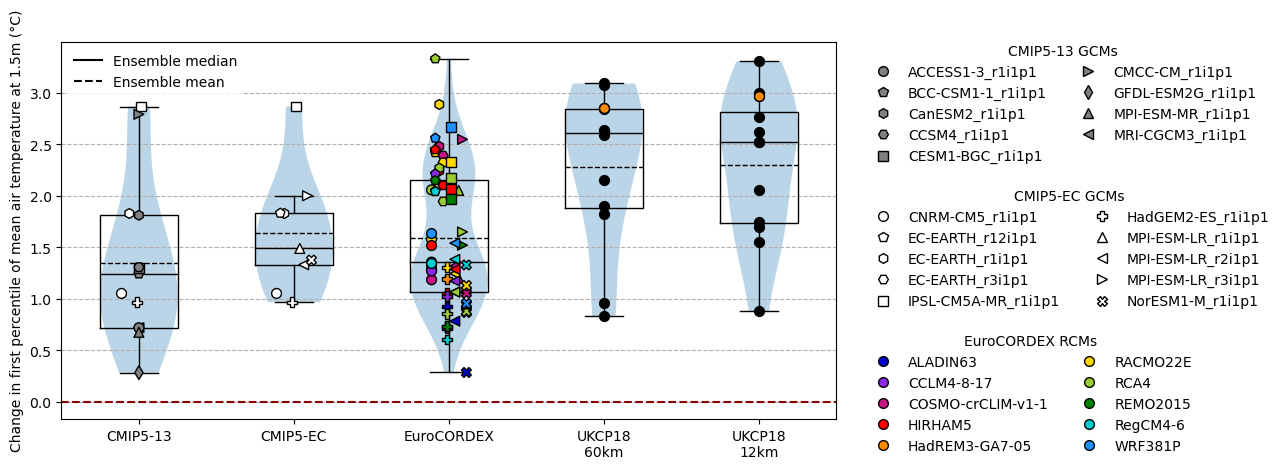 Change in first percentile of mean air temperature at 1.5m (°C)
Ensemble median
Ensemble mean
3.0
2.5
2.0
1.5
1.0
0.5
0.0
CMIP5-13
CMIP5-EC
EuroCORDEX
UKCP18
60km
UKCP18
12km
CMIP5-13 GCMs
ACCESS1-3_r1i1p1
BCC-CSM1-1_r1i1p1
CanESM2_r1i1p1
CCSM4_r1i1p1
CESM1-BGC_r1i1p1
CMCC-CM_r1i1p1
GFDL-ESM2G_r1i1p1
MPI-ESM-MR_r1i1p1
MRI-CGCM3_r1i1p1
CMIP5-EC GCMs
CNRM-CM5_r1i1p1
EC-EARTH_r12i1p1
EC-EARTH_r1i1p1
EC-EARTH_r3i1p1
IPSL-CM5A-MR_r1i1p1
HadGEM2-ES_r1i1p1
MPI-ESM-LR_r1i1p1
MPI-ESM-LR_r2i1p1
MPI-ESM-LR_r3i1p1
NorESM1-M_r1i1p1
EuroCORDEX RCMs
ALADIN63
CCLM4-8-17
COSMO-crCLIM-v1-1
HIRHAM5
HadREM3-GA7-05
RACMO22E
RCA4
REMO2015
RegCM4-6
WRF381P